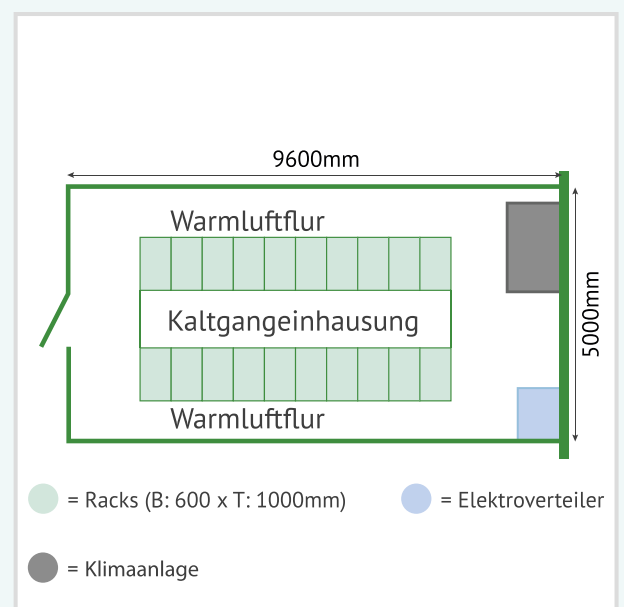 9600mm
Warmluftflur
Kaltgangeinhausung
5000mm
Warmluftflur
= Racks (B: 600 x T: 1000mm)
= Elektroverteiler
= Klimaanlage